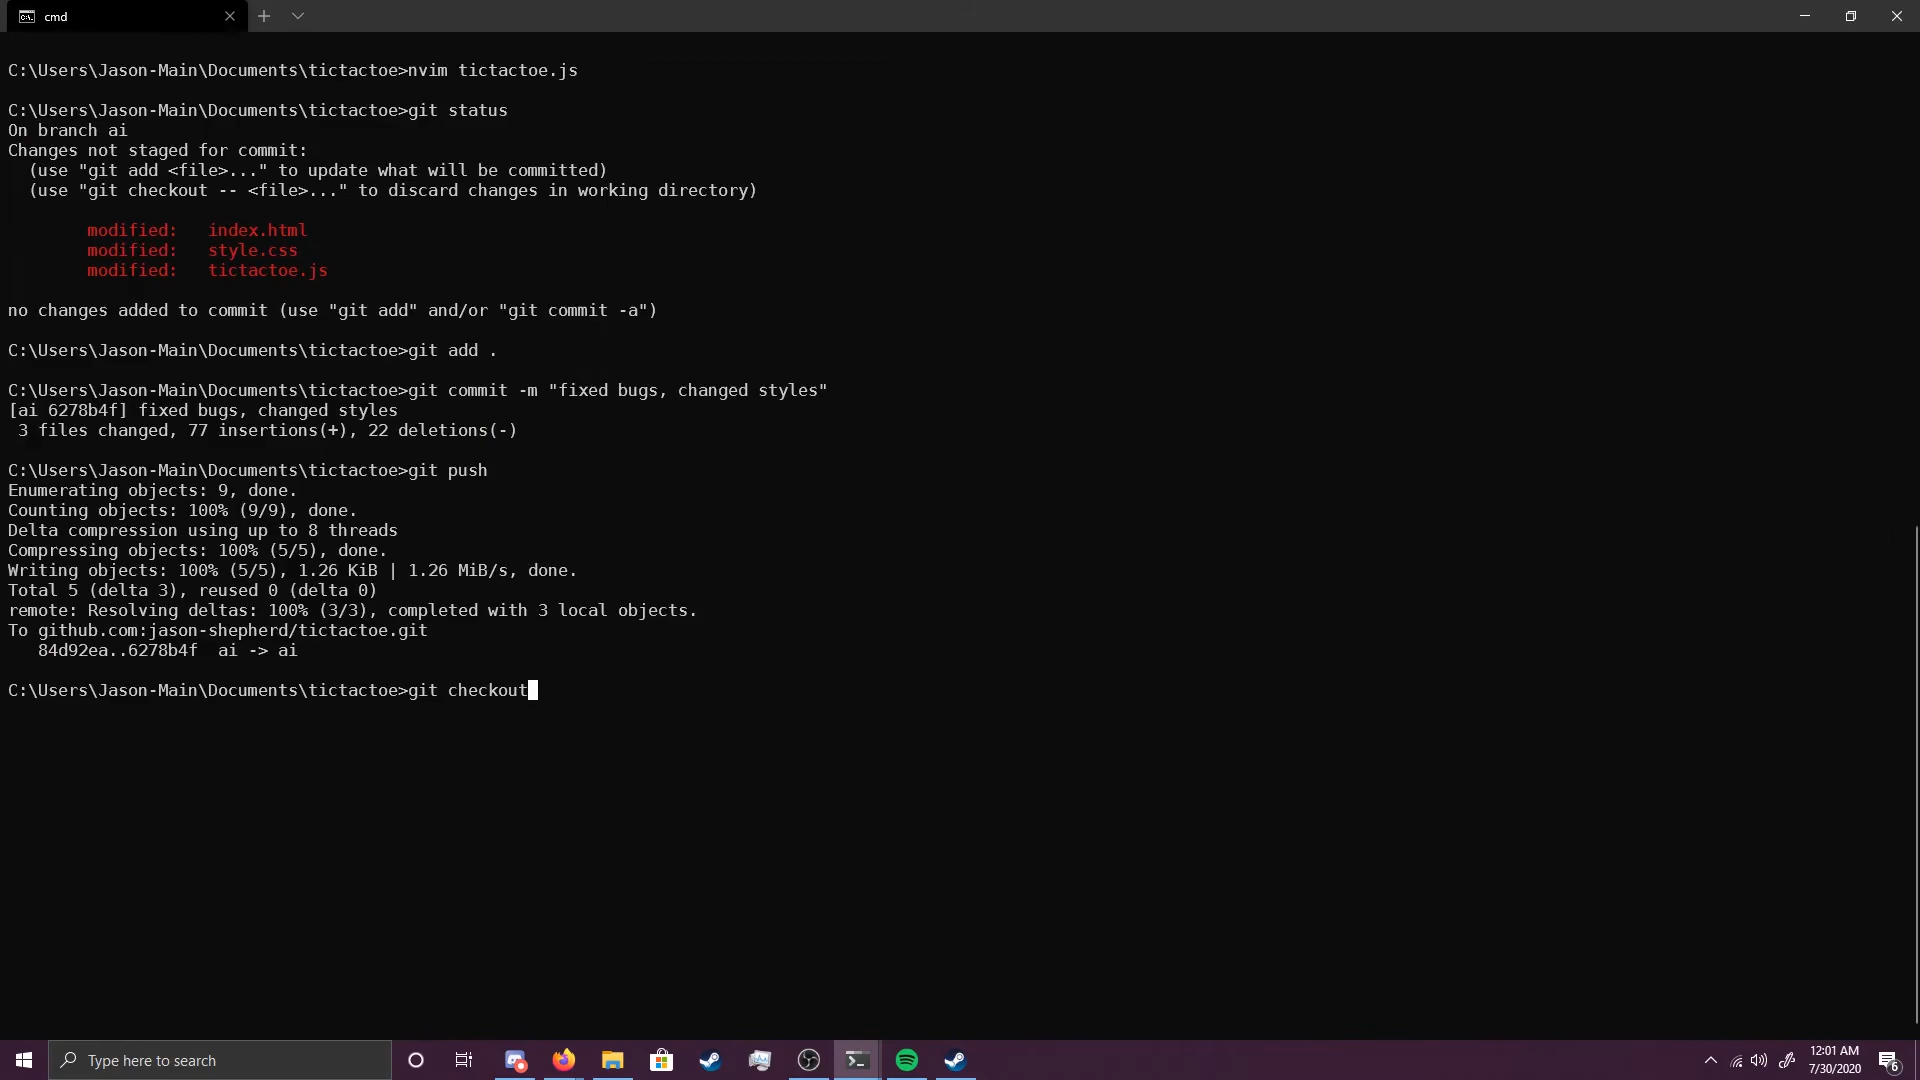 cmd
C:\Users\Jason-Main\Documents\tictactoe>nvim tictactoe.js
C:\Users\Jason-Main\Documents\tictactoe>git status
On branch ai
Changes not staged for commit:
  (use "git add <file>..." to update what will be committed)
  (use "git checkout -- <file>..." to discard changes in working directory)
        modified:   index.html
        modified:   style.css
        modified:   tictactoe.js
no changes added to commit (use "git add" and/or "git commit -a")
C:\Users\Jason-Main\Documents\tictactoe>git add .
C:\Users\Jason-Main\Documents\tictactoe>git commit -m "fixed bugs, changed styles"
[ai 6278b4f] fixed bugs, changed styles
 3 files changed, 77 insertions(+), 22 deletions(-)
C:\Users\Jason-Main\Documents\tictactoe>git push
Enumerating objects: 9, done.
Counting objects: 100% (9/9), done.
Delta compression using up to 8 threads
Compressing objects: 100% (5/5), done.
Writing objects: 100% (5/5), 1.26 KiB | 1.26 MiB/s, done.
Total 5 (delta 3), reused 0 (delta 0)
remote: Resolving deltas: 100% (3/3), completed with 3 local objects.
To github.com:jason-shepherd/tictactoe.git
   84d92ea..6278b4f  ai -> ai
C:\Users\Jason-Main\Documents\tictactoe>git checkout
Type here to search
12:01 AM
7/30/2020
6